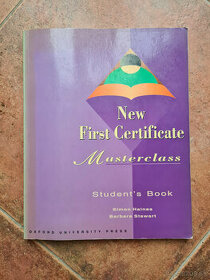 New
First Certificate
Masterclass
Student's Book
Simon Haines
Barbara Stewart
OXFORD UNIVERSITY PRESS